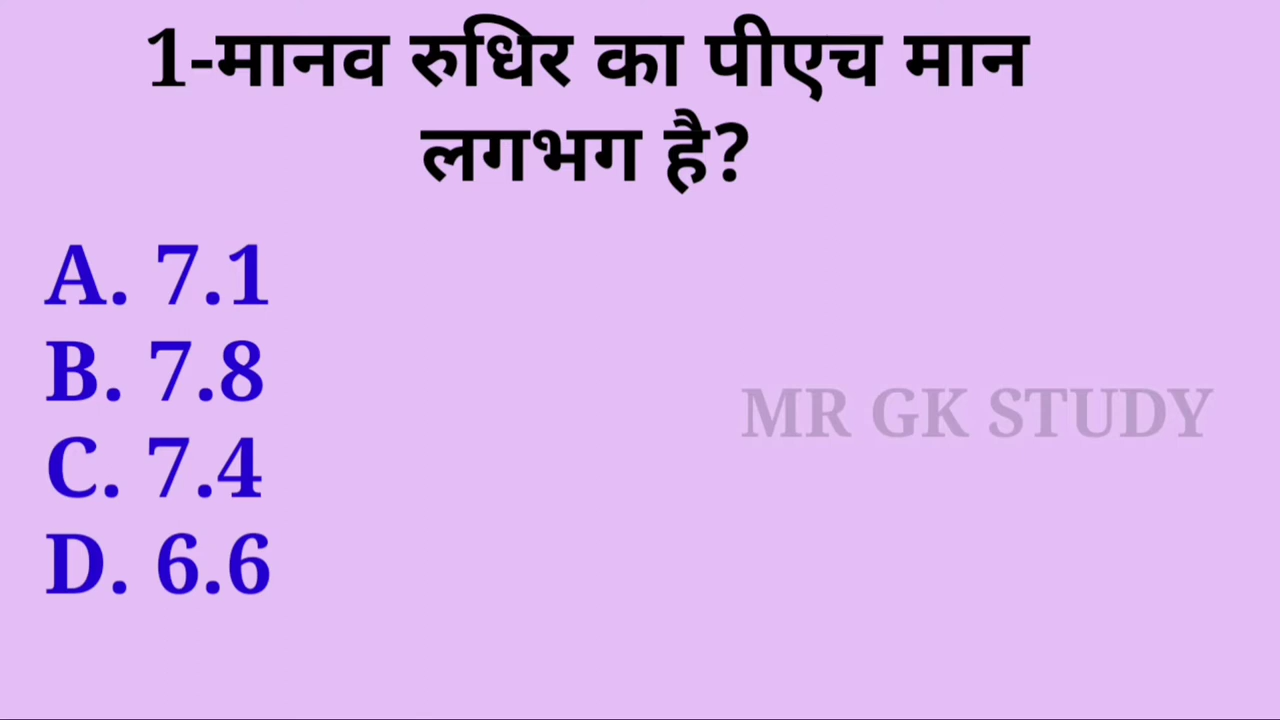 1-मानव रुधिर का पीएच मान
लगभग है?
A. 7.1
B. 7.8
MR GK STUDY
C. 7.4
D. 6.6